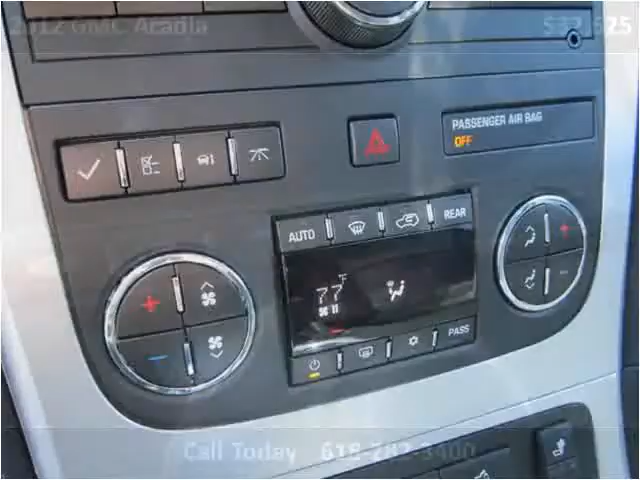 2012 GMC Acadia
PASSENGER AIR BAG
OFF
AUTO REAR
77°F
PASS
Call Today